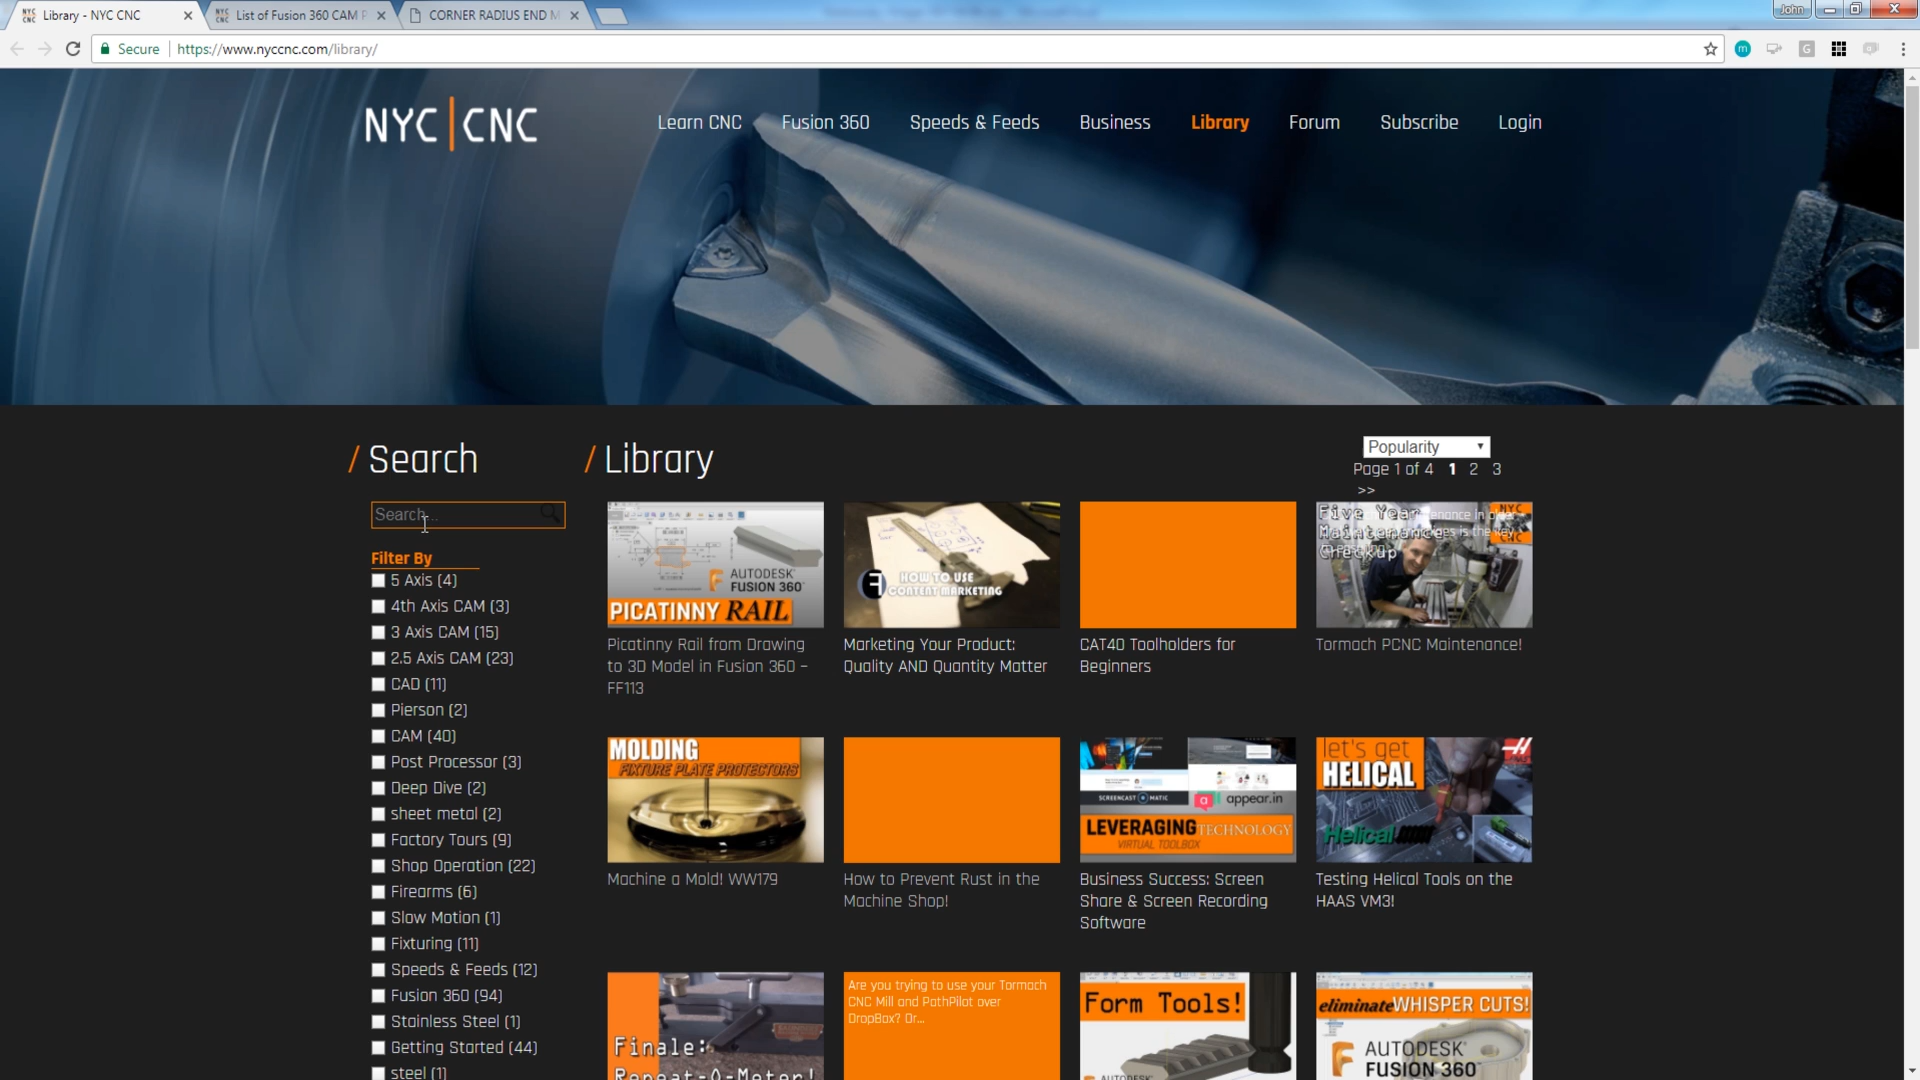 Library - NYC CNC
List of Fusion 360 CAM P
CORNER RADIUS END M
John
Secure
https://www.nyccnc.com/library/
NYC CNC
Learn CNC
Fusion 360
Speeds & Feeds
Business
Library
Forum
Subscribe
Login
/ Search
/ Library
Popularity
Page 1 of 4 1 2 3
>>
Search...
Filter By
5 Axis (4)
4th Axis CAM (3)
3 Axis CAM (15)
2.5 Axis CAM (23)
CAD (11)
Pierson (2)
CAM (40)
Post Processor (3)
Deep Dive (2)
sheet metal (2)
Factory Tours (9)
Shop Operation (22)
Firearms (6)
Slow Motion (1)
Fixturing (11)
Speeds & Feeds (12)
Fusion 360 (94)
Stainless Steel (1)
Getting Started (44)
steel (1)
AUTODESK
FUSION 360
PICATINNY RAIL
Picatinny Rail from Drawing
to 3D Model in Fusion 360 –
FF113
HOW TO USE
CONTENT MARKETING
Marketing Your Product:
Quality AND Quantity Matter
CAT40 Toolholders for
Beginners
Five Year
Maintenance
Checkup
NYC
CNC
Tormach PCNC Maintenance!
MOLDING
FIXTURE PLATE PROTECTORS
Machine a Mold! WW179
How to Prevent Rust in the
Machine Shop!
SCREENCAST MATIC
appear.in
LEVERAGING TECHNOLOGY
VIRTUAL TOOLBOX
Business Success: Screen
Share & Screen Recording
Software
let's get
HELICAL
Helical
Testing Helical Tools on the
HAAS VM3!
Finale:
Repeat-O-Meter!
Are you trying to use your Tormach
CNC Mill and PathPilot over
DropBox? Or...
Form Tools!
AUTODESK
eliminate WHISPER CUTS!
AUTODESK
FUSION 360